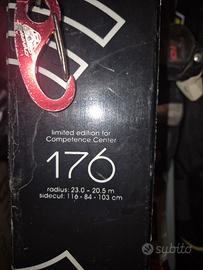 limited edition for
Competence Center
176
radius: 23.0 - 20.5 m
sidecut: 116 - 84 - 103 cm
subito